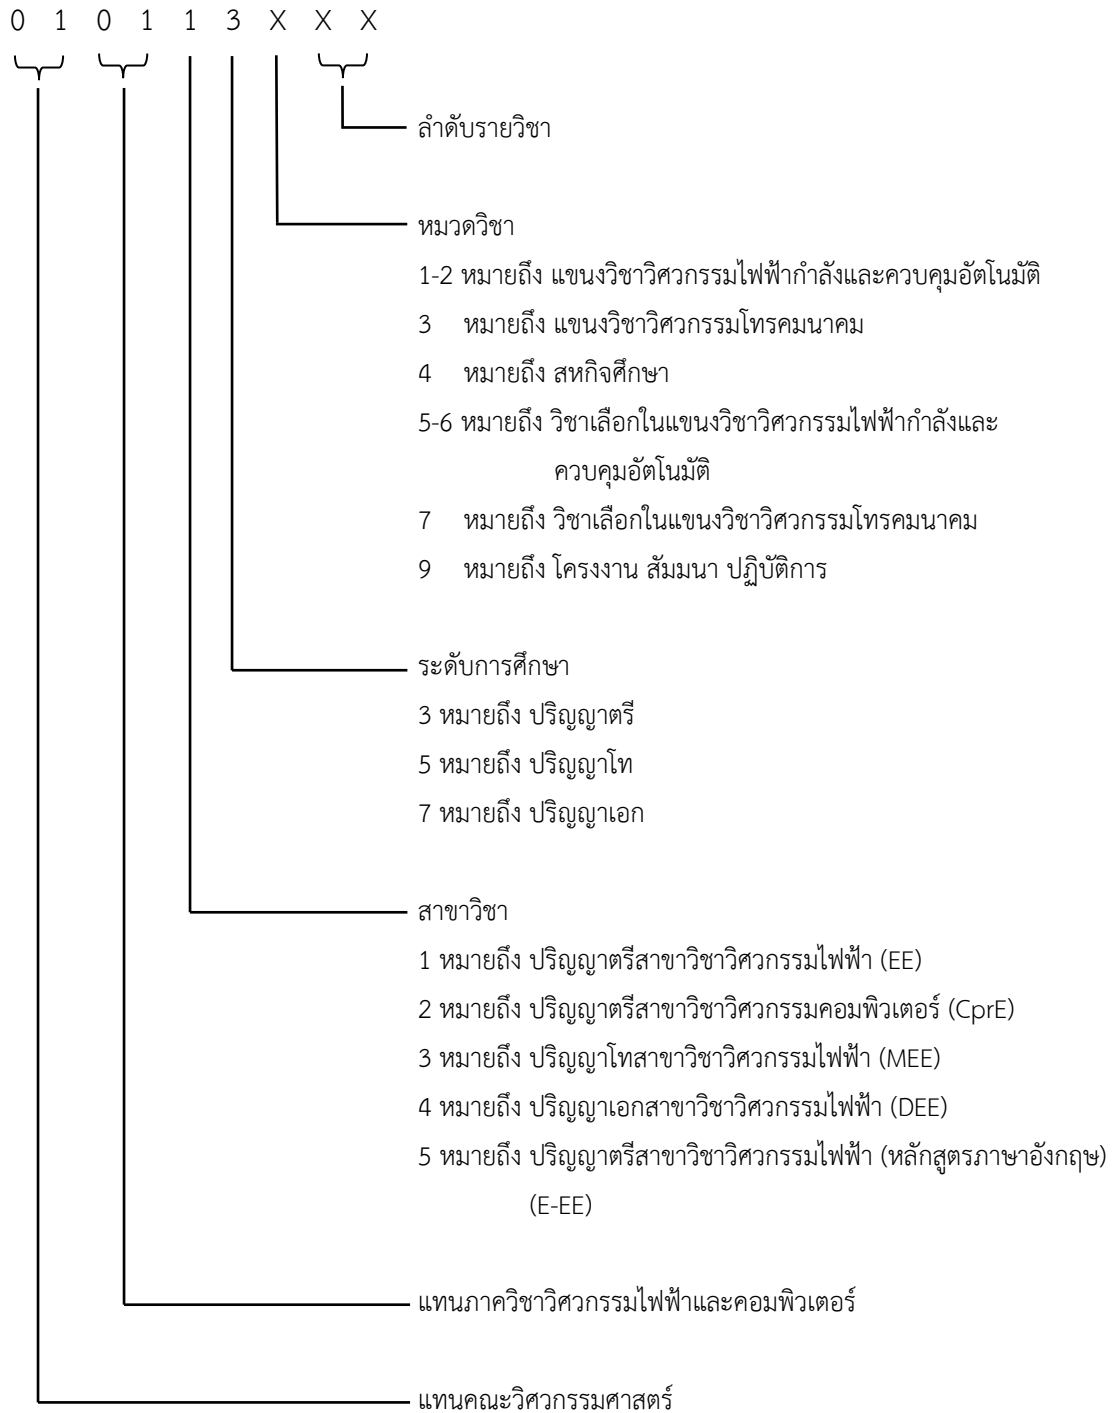 0 1 0 1 1 3 X X X
ลำดับรายวิชา
หมวดวิชา
1-2 หมายถึง แขนงวิชาวิศวกรรมไฟฟ้ากำลังและควบคุมอัตโนมัติ
3 หมายถึง แขนงวิชาวิศวกรรมโทรคมนาคม
4 หมายถึง สหกิจศึกษา
5-6 หมายถึง วิชาเลือกในแขนงวิชาวิศวกรรมไฟฟ้ากำลังและ
ควบคุมอัตโนมัติ
7 หมายถึง วิชาเลือกในแขนงวิชาวิศวกรรมโทรคมนาคม
9 หมายถึง โครงงาน สัมมนา ปฏิบัติการ
ระดับการศึกษา
3 หมายถึง ปริญญาตรี
5 หมายถึง ปริญญาโท
7 หมายถึง ปริญญาเอก
สาขาวิชา
1 หมายถึง ปริญญาตรีสาขาวิชาวิศวกรรมไฟฟ้า (EE)
2 หมายถึง ปริญญาตรีสาขาวิชาวิศวกรรมคอมพิวเตอร์ (CprE)
3 หมายถึง ปริญญาโทสาขาวิชาวิศวกรรมไฟฟ้า (MEE)
4 หมายถึง ปริญญาเอกสาขาวิชาวิศวกรรมไฟฟ้า (DEE)
5 หมายถึง ปริญญาตรีสาขาวิชาวิศวกรรมไฟฟ้า (หลักสูตรภาษาอังกฤษ)
(E-EE)
แทนภาควิชาวิศวกรรมไฟฟ้าและคอมพิวเตอร์
แทนคณะวิศวกรรมศาสตร์